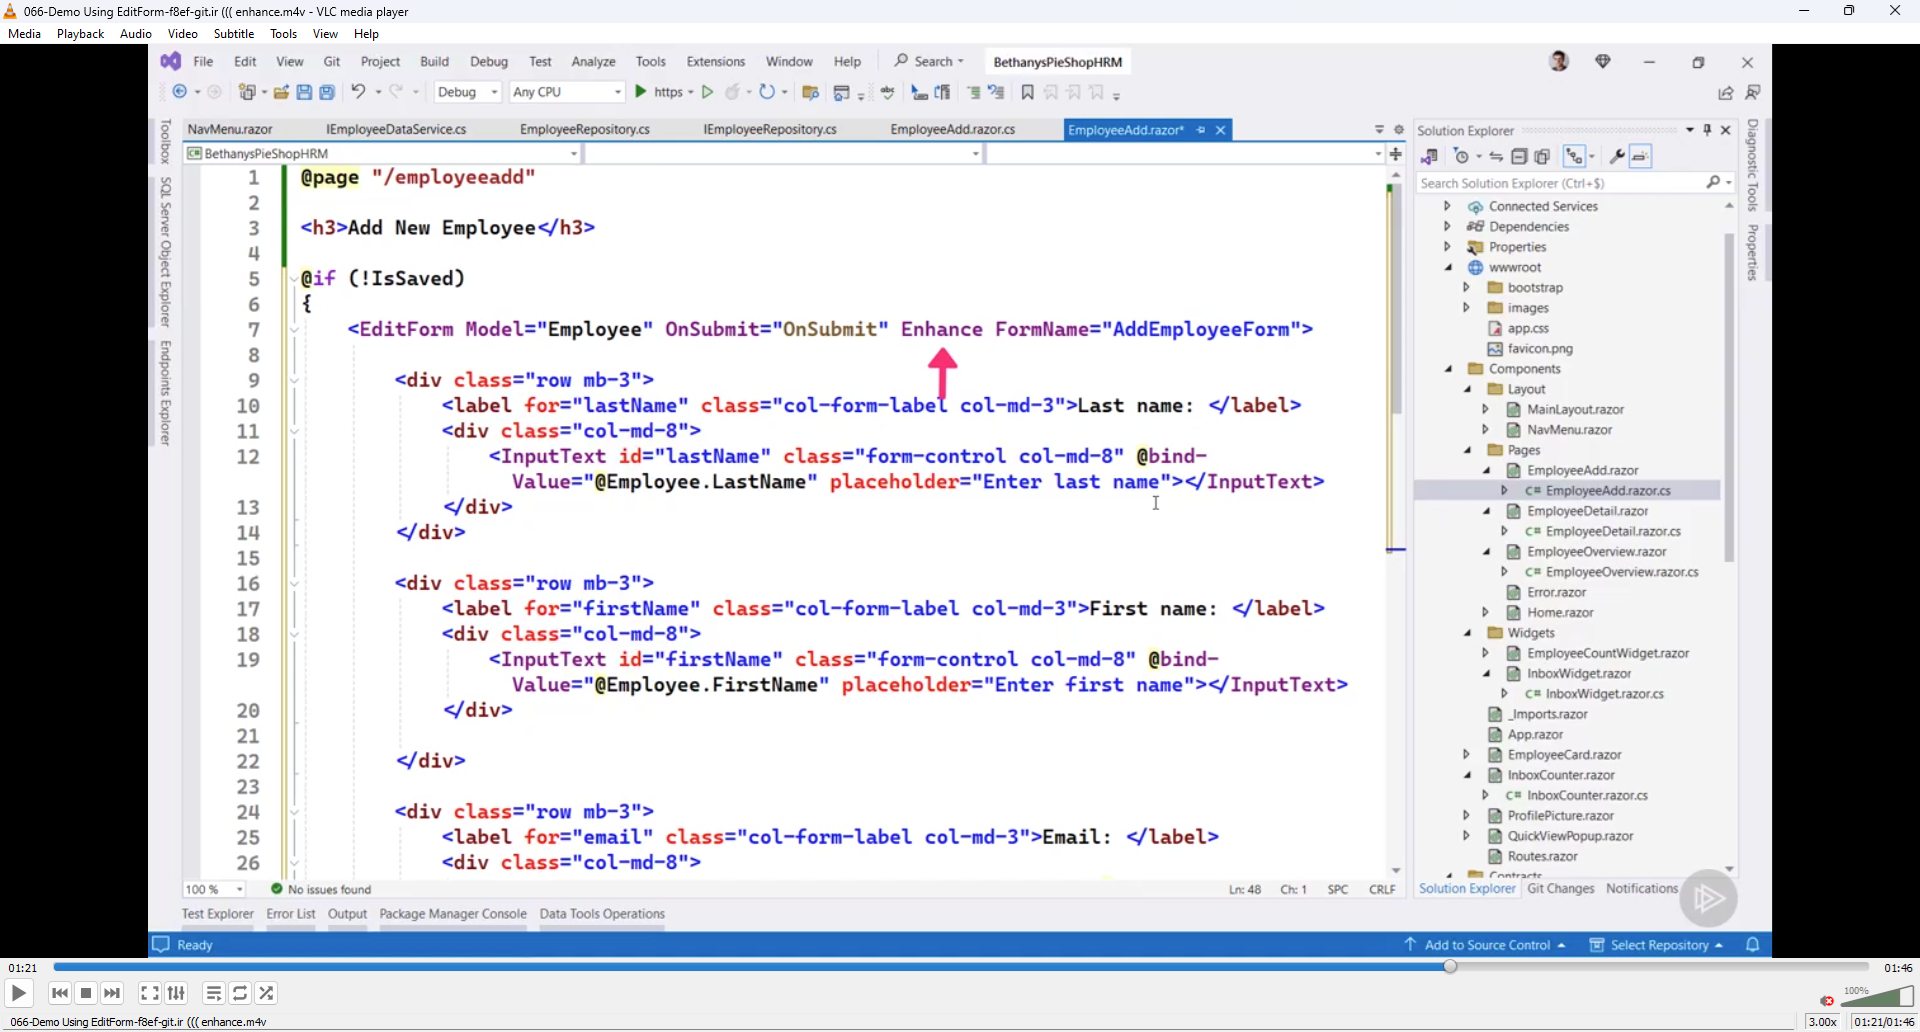 066-Demo Using EditForm-f8ef-git.ir ((( enhance.m4v - VLC media player
Media Playback Audio Video Subtitle Tools View Help
File Edit View Git Project Build Debug Test Analyze Tools Extensions Window Help Search BethanysPieShopHRM
Debug Any CPU https
NavMenu.razor IEmployeeDataService.cs EmployeeRepository.cs IEmployeeRepository.cs EmployeeAdd.razor.cs EmployeeAdd.razor*
BethanysPieShopHRM
Toolbox
SQL Server Object Explorer
Endpoints Explorer
1 @page "/employeeadd"
2
3 <h3>Add New Employee</h3>
4
5 @if (!IsSaved)
6 {
7 <EditForm Model="Employee" OnSubmit="OnSubmit" Enhance FormName="AddEmployeeForm">
8
9 <div class="row mb-3">
10 <label for="lastName" class="col-form-label col-md-3">Last name: </label>
11 <div class="col-md-8">
12 <InputText id="lastName" class="form-control col-md-8" @bind-
Value="@Employee.LastName" placeholder="Enter last name"></InputText>
13 </div>
14 </div>
15
16 <div class="row mb-3">
17 <label for="firstName" class="col-form-label col-md-3">First name: </label>
18 <div class="col-md-8">
19 <InputText id="firstName" class="form-control col-md-8" @bind-
Value="@Employee.FirstName" placeholder="Enter first name"></InputText>
20 </div>
21
22 </div>
23
24 <div class="row mb-3">
25 <label for="email" class="col-form-label col-md-3">Email: </label>
26 <div class="col-md-8">
100 % No issues found Ln: 48 Ch: 1 SPC CRLF
Solution Explorer
Search Solution Explorer (Ctrl+$)
Connected Services
Dependencies
Properties
wwwroot
bootstrap
images
app.css
favicon.png
Components
Layout
MainLayout.razor
NavMenu.razor
Pages
EmployeeAdd.razor
C# EmployeeAdd.razor.cs
EmployeeDetail.razor
C# EmployeeDetail.razor.cs
EmployeeOverview.razor
C# EmployeeOverview.razor.cs
Error.razor
Home.razor
Widgets
EmployeeCountWidget.razor
InboxWidget.razor
C# InboxWidget.razor.cs
_Imports.razor
App.razor
EmployeeCard.razor
InboxCounter.razor
C# InboxCounter.razor.cs
ProfilePicture.razor
QuickViewPopup.razor
Routes.razor
Contracts
Solution Explorer Git Changes Notifications
Diagnostic Tools
Properties
Test Explorer Error List Output Package Manager Console Data Tools Operations
Ready Add to Source Control Select Repository
01:21 01:46
100%
066-Demo Using EditForm-f8ef-git.ir ((( enhance.m4v 3.00x 01:21/01:46